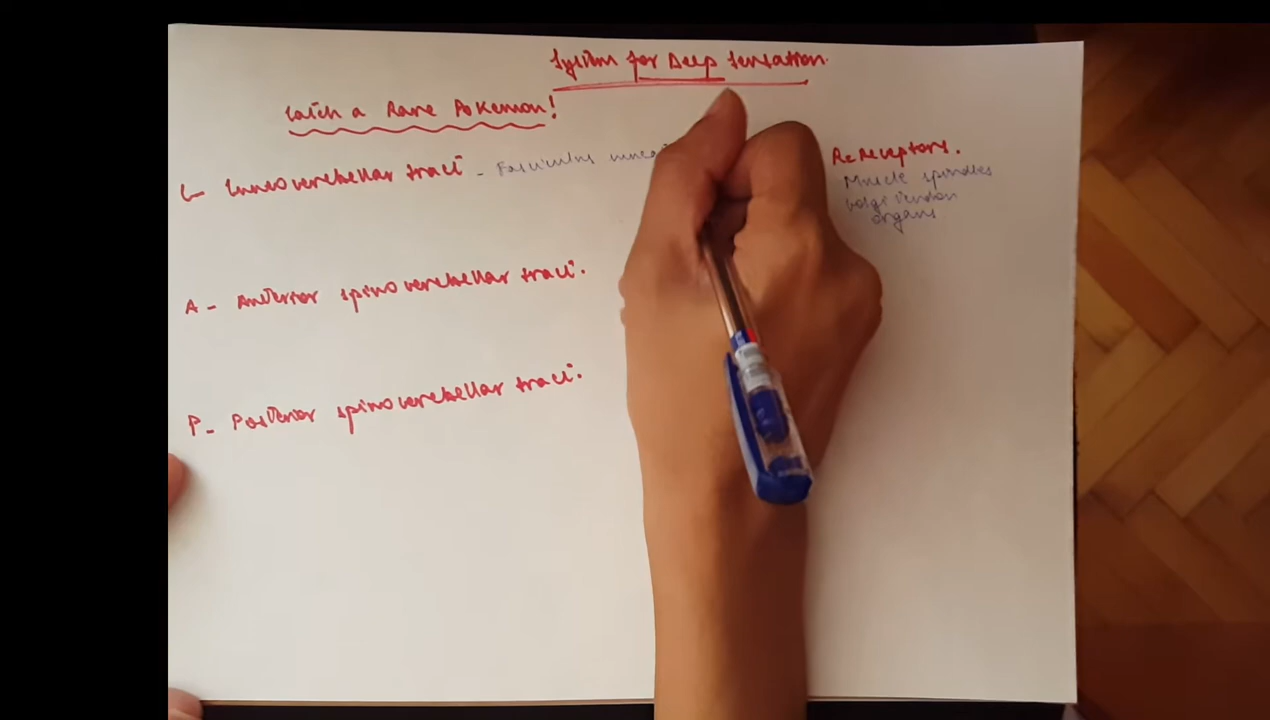 System for Deep Sensation.
Catch a Rare Pokemon!
C- Cuneocerebellar tract - Fasciculus
A- Anterior spinocerebellar tract.
P- Posterior spinocerebellar tract.
Receptors.
Muscle spindles
Golgi tendon
organs